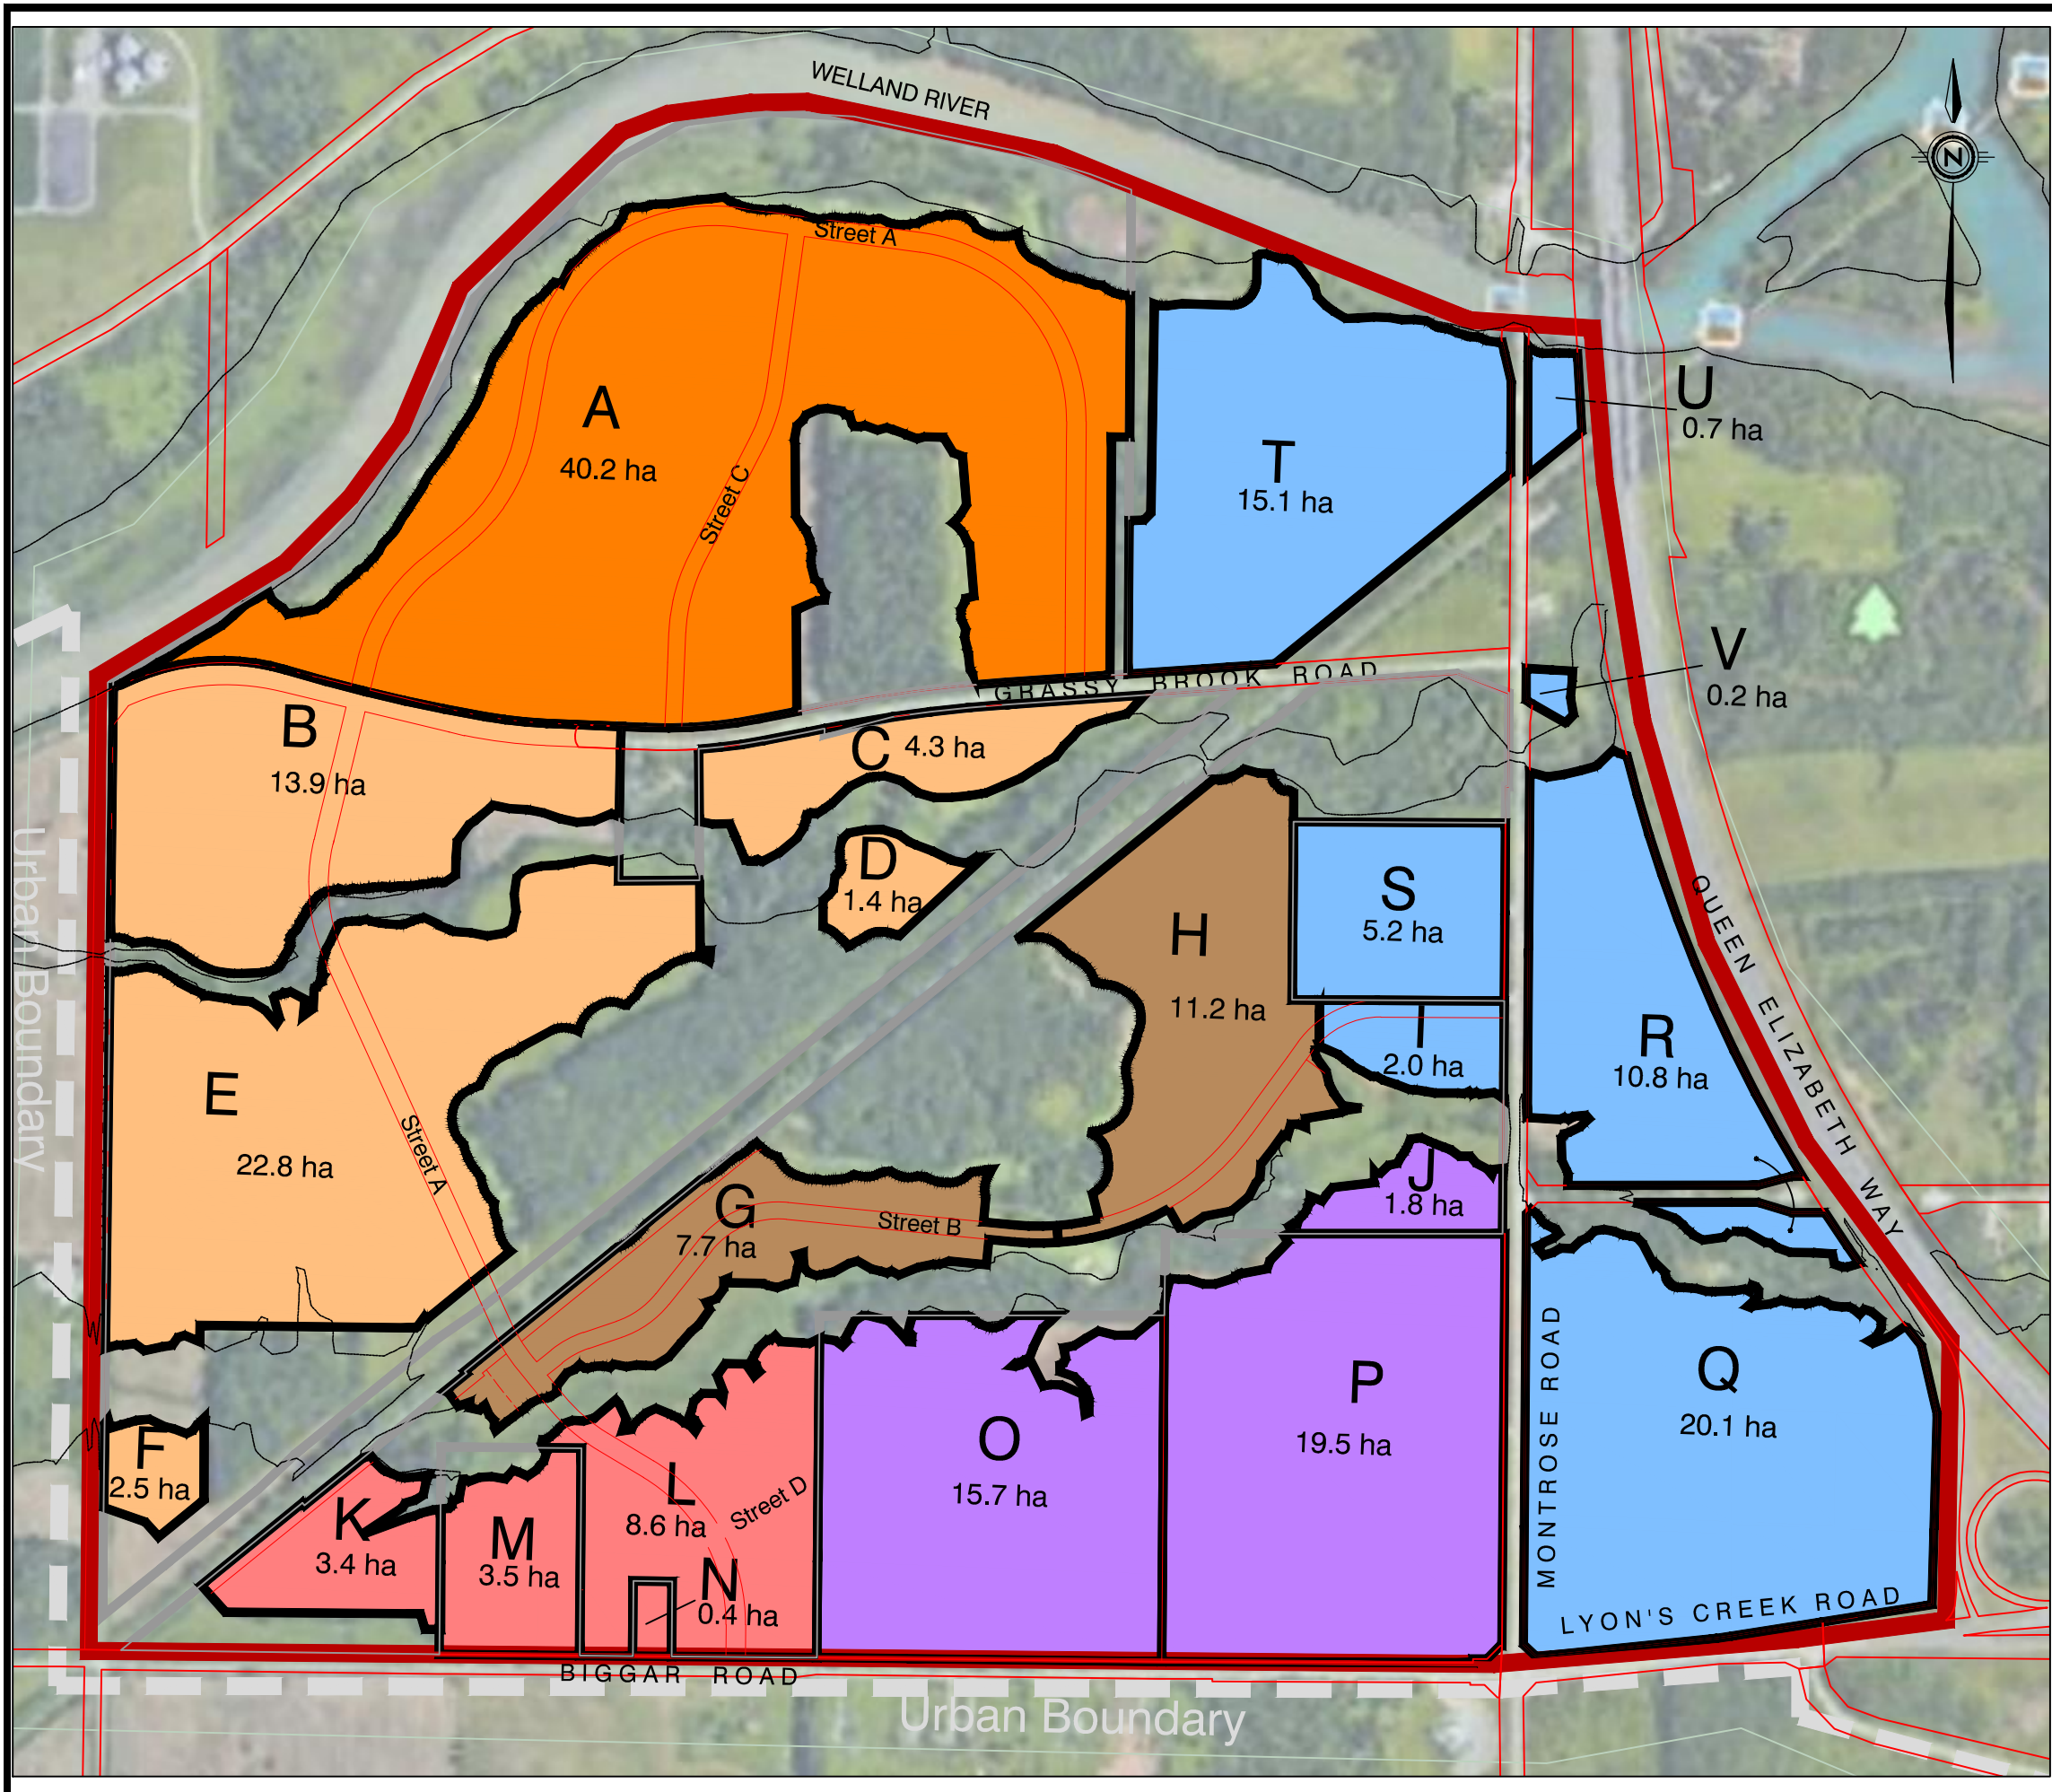 WELLAND RIVER
N
Street A
A
40.2 ha
Street C
T
15.1 ha
U
0.7 ha
V
0.2 ha
GRASSY BROOK ROAD
B
13.9 ha
C 4.3 ha
D
1.4 ha
Urban Boundary
H
11.2 ha
S
5.2 ha
I
2.0 ha
R
10.8 ha
QUEEN ELIZABETH WAY
E
22.8 ha
Street A
G
7.7 ha
Street B
J
1.8 ha
F
2.5 ha
K
3.4 ha
M
3.5 ha
L
8.6 ha
Street D
N
0.4 ha
O
15.7 ha
P
19.5 ha
Q
20.1 ha
MONTROSE ROAD
LYON'S CREEK ROAD
BIGGAR ROAD
Urban Boundary